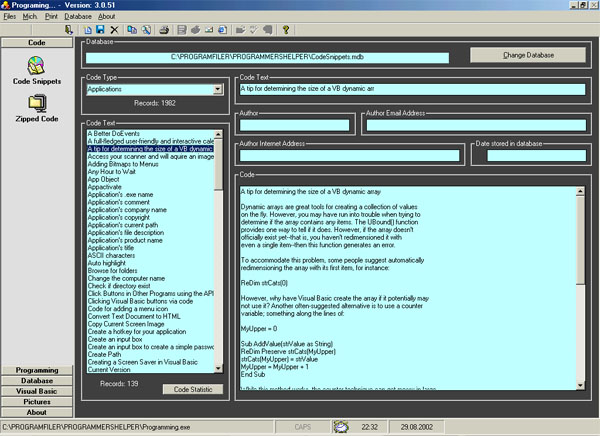 Programing... - Version: 3.0.51
Files Mich. Print Database About
Code
Code Snippets
Zipped Code
Programming
Database
Visual Basic
Pictures
About
Database
C:\PROGRAMFILER\PROGRAMMERSHELPER\CodeSnippets.mdb
Change Database
Code Type
Applications
Records: 1982
Code Text
A Better DoEvents
A full-fledged user-friendly and interactive cale
A tip for determining the size of a VB dynamic
Access your scanner and will aquire an image
Adding Bitmaps to Menus
Any Hour to Wait
App Object
Appactivate
Application's .exe name
Application's comment
Application's company name
Application's copyright
Application's current path
Application's file description
Application's product name
Application's title
ASCII characters
Auto highlight
Browse for folders
Change the computer name
Check if directory exist
Click Buttons in Other Programs using the API
Clicking Visual Basic buttons via code
Code for adding a menu icon
Convert Text Document to HTML
Copy Current Screen Image
Create a hotkey for your application
Create an input box
Create an input box to create a simple passwo
Create Path
Creating a Screen Saver in Visual Basic
Current Version
Records: 139
Code Statistic
Code Text
A tip for determining the size of a VB dynamic arr
Author
Author Email Address
Author Internet Address
Date stored in database
Code
A tip for determining the size of a VB dynamic array
Dynamic arrays are great tools for creating a collection of values
on the fly. However, you may have run into trouble when trying to
determine if the array contains any items. The UBound() function
provides one way to tell if it does. However, if the array doesn't
officially exist yet--that is, you haven't redimensioned it with
even a single item--then this function generates an error.
To accommodate this problem, some people suggest automatically
redimensioning the array with its first item, for instance:
ReDim strCats(0)
However, why have Visual Basic create the array if it potentially may
not use it? Another often-suggested alternative is to use a counter
variable; something along the lines of:
MyUpper = 0
Sub AddValue(strValue as String)
ReDim Preserve strCats(MyUpper)
strCats(MyUpper) = strValue
MyUpper = MyUpper + 1
End Sub
While this method works, the counter technique can get messy in large
C:\PROGRAMFILER\PROGRAMMERSHELPER\Programing.exe
CAPS
22:32
29.08.2002